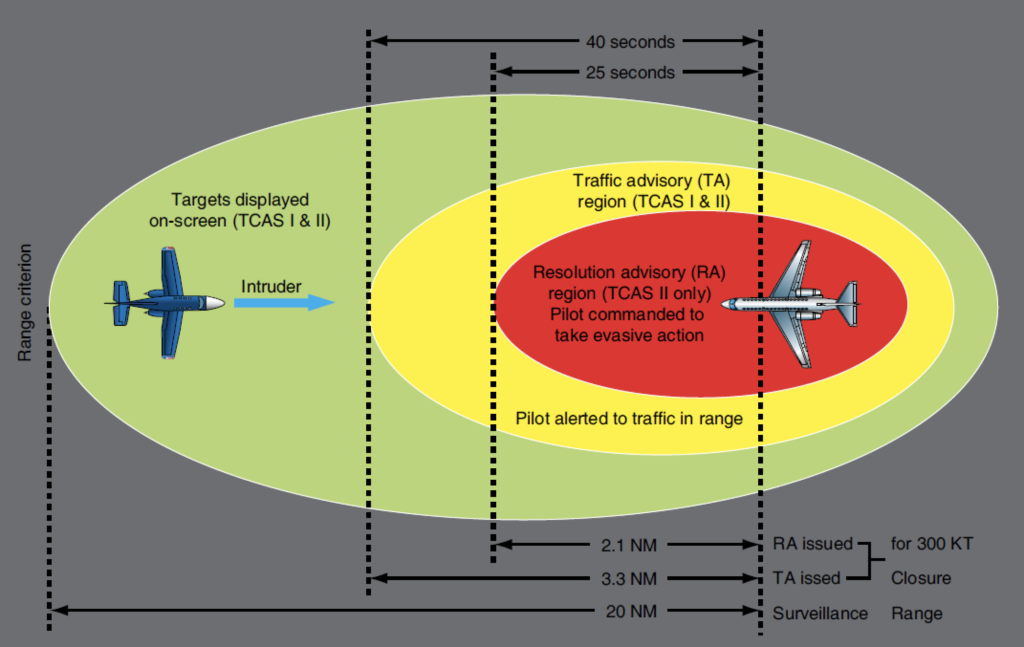 40 seconds
25 seconds
Traffic advisory (TA)
region (TCAS I & II)
Targets displayed
on-screen (TCAS I & II)
Range criterion
Intruder
Resolution advisory (RA)
region (TCAS II only)
Pilot commanded to
take evasive action
Pilot alerted to traffic in range
2.1 NM RA issued for 300 KT
3.3 NM TA issed Closure
20 NM Surveillance Range